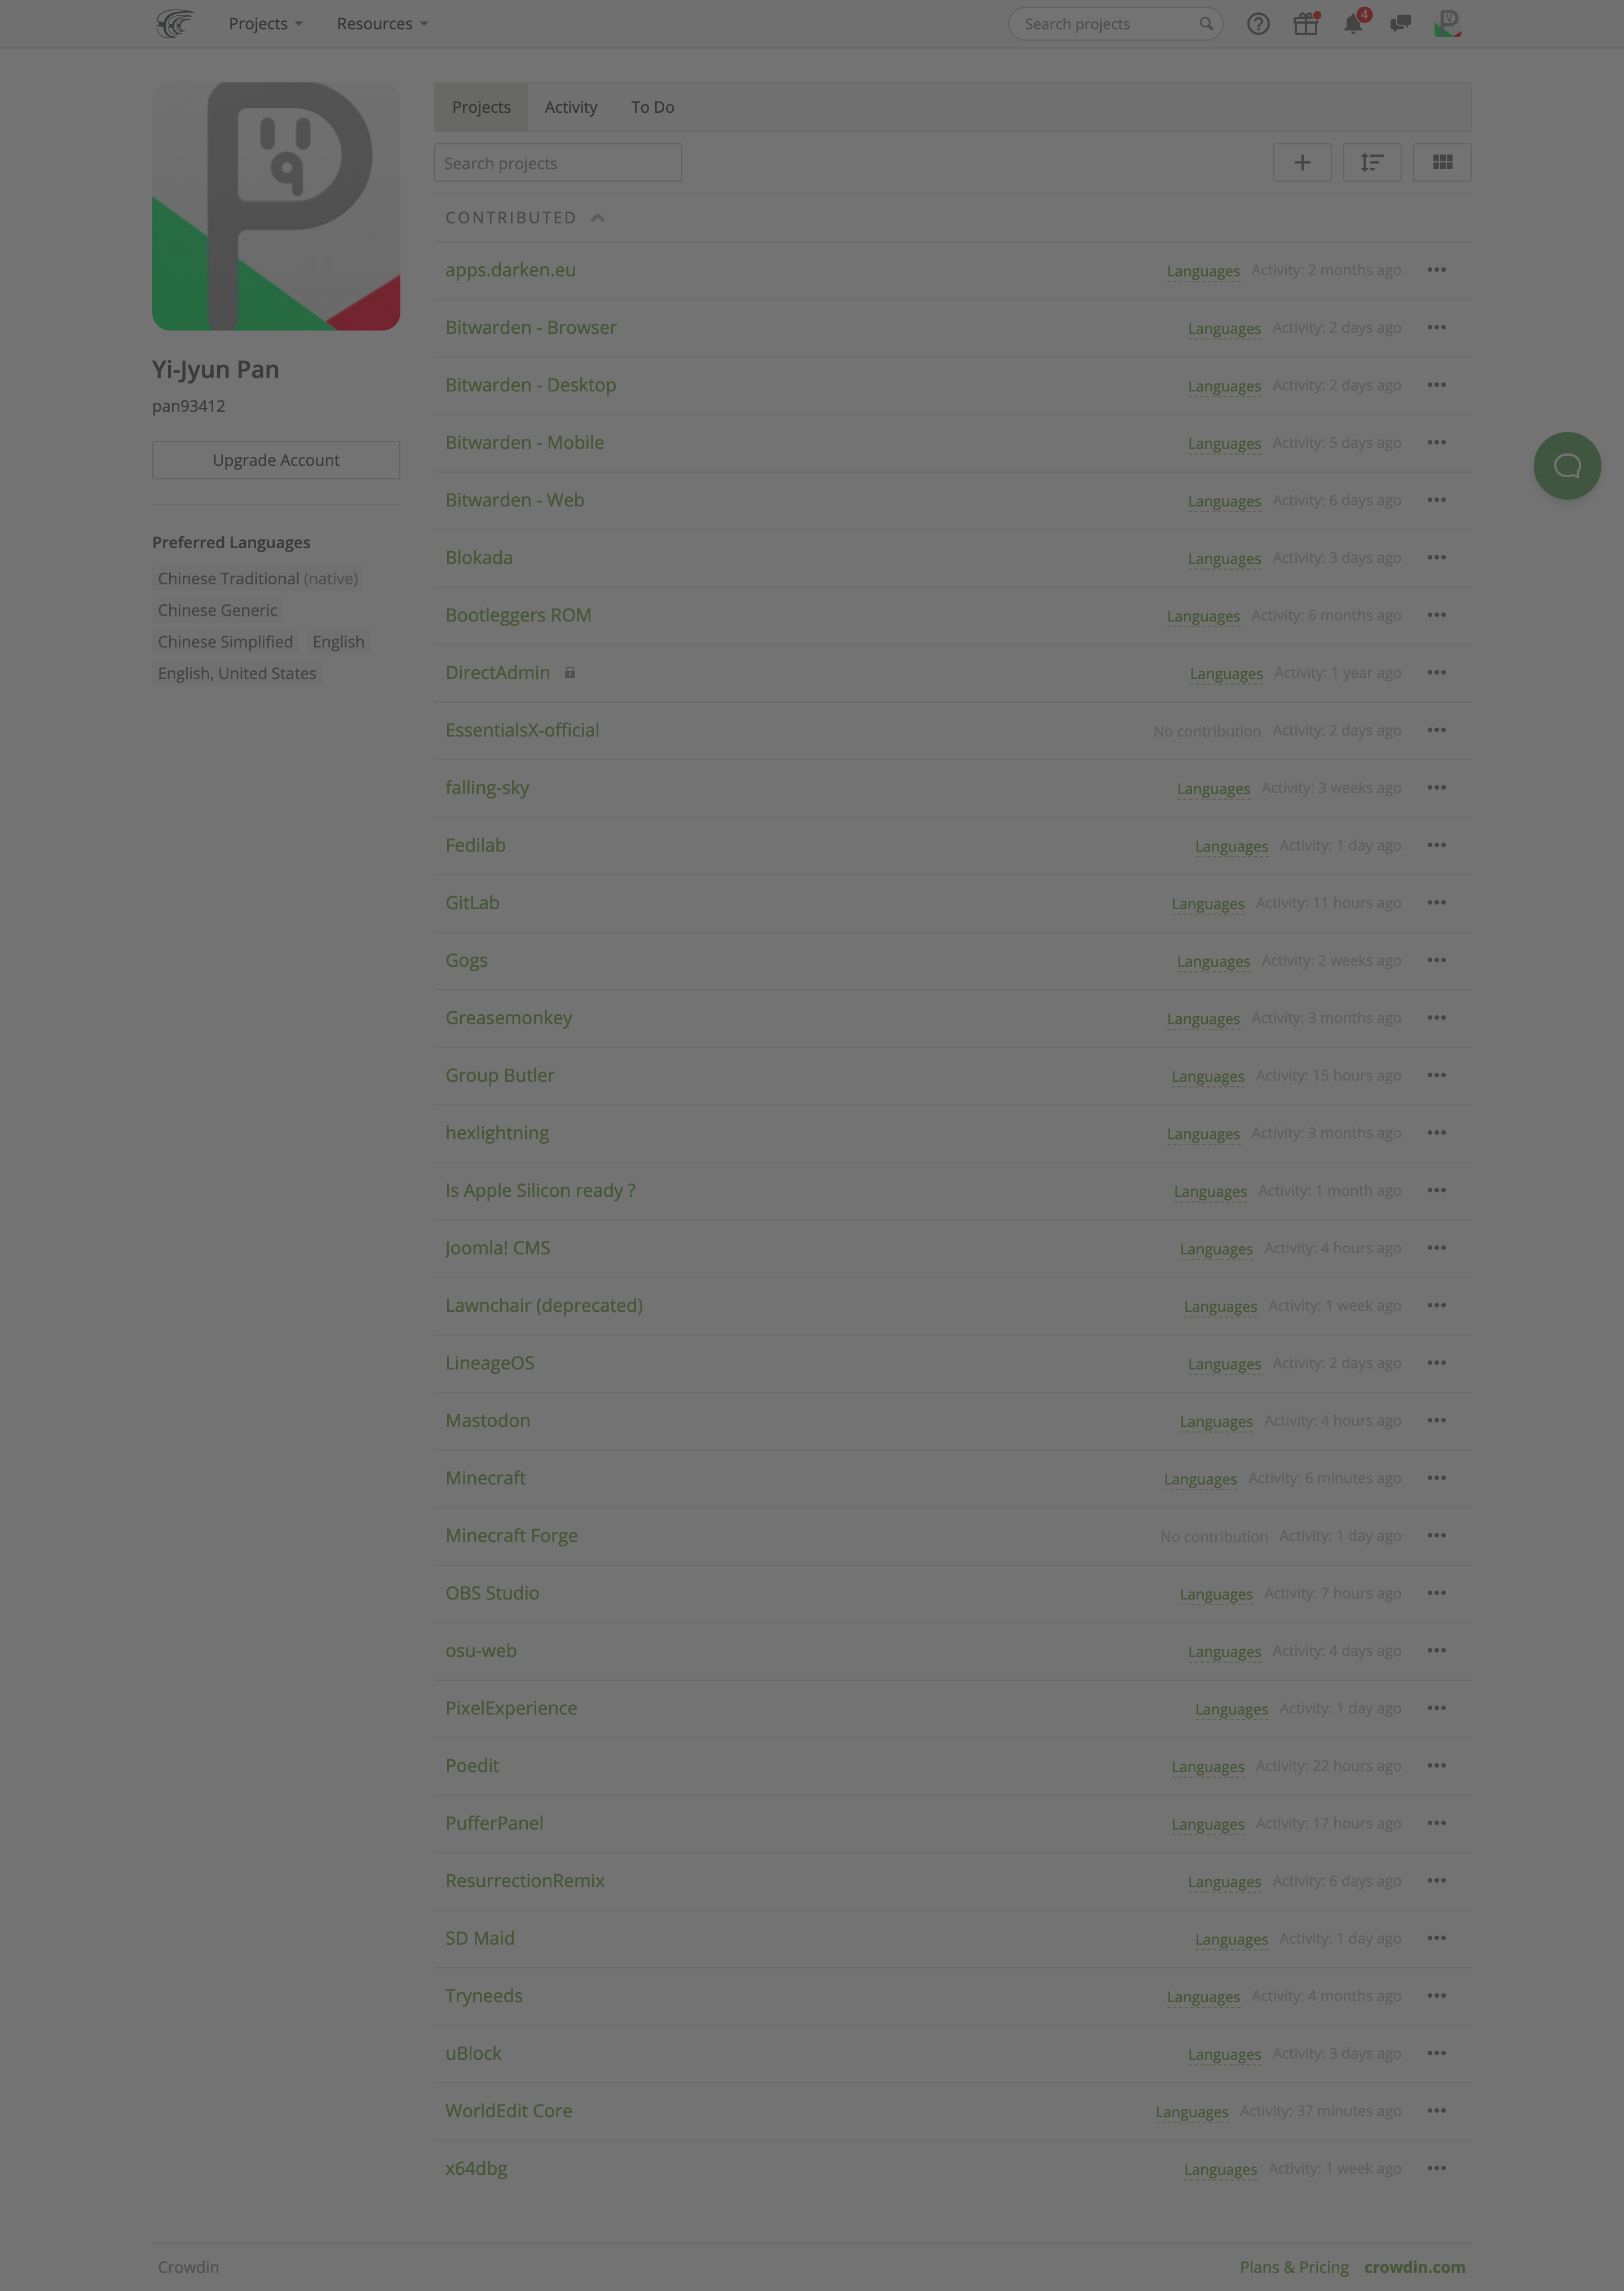 Projects Resources Search projects 4
Projects Activity To Do
Search projects
CONTRIBUTED
Yi-Jyun Pan
pan93412
Upgrade Account
Preferred Languages
Chinese Traditional (native)
Chinese Generic
Chinese Simplified English
English, United States
apps.darken.eu Languages Activity: 2 months ago
Bitwarden - Browser Languages Activity: 2 days ago
Bitwarden - Desktop Languages Activity: 2 days ago
Bitwarden - Mobile Languages Activity: 5 days ago
Bitwarden - Web Languages Activity: 6 days ago
Blokada Languages Activity: 3 days ago
Bootleggers ROM Languages Activity: 6 months ago
DirectAdmin Languages Activity: 1 year ago
EssentialsX-official No contribution Activity: 2 days ago
falling-sky Languages Activity: 3 weeks ago
Fedilab Languages Activity: 1 day ago
GitLab Languages Activity: 11 hours ago
Gogs Languages Activity: 2 weeks ago
Greasemonkey Languages Activity: 3 months ago
Group Butler Languages Activity: 15 hours ago
hexlightning Languages Activity: 3 months ago
Is Apple Silicon ready ? Languages Activity: 1 month ago
Joomla! CMS Languages Activity: 4 hours ago
Lawnchair (deprecated) Languages Activity: 1 week ago
LineageOS Languages Activity: 2 days ago
Mastodon Languages Activity: 4 hours ago
Minecraft Languages Activity: 6 minutes ago
Minecraft Forge No contribution Activity: 1 day ago
OBS Studio Languages Activity: 7 hours ago
osu-web Languages Activity: 4 days ago
PixelExperience Languages Activity: 1 day ago
Poedit Languages Activity: 22 hours ago
PufferPanel Languages Activity: 17 hours ago
ResurrectionRemix Languages Activity: 6 days ago
SD Maid Languages Activity: 1 day ago
Tryneeds Languages Activity: 4 months ago
uBlock Languages Activity: 3 days ago
WorldEdit Core Languages Activity: 37 minutes ago
x64dbg Languages Activity: 1 week ago
Crowdin Plans & Pricing crowdin.com